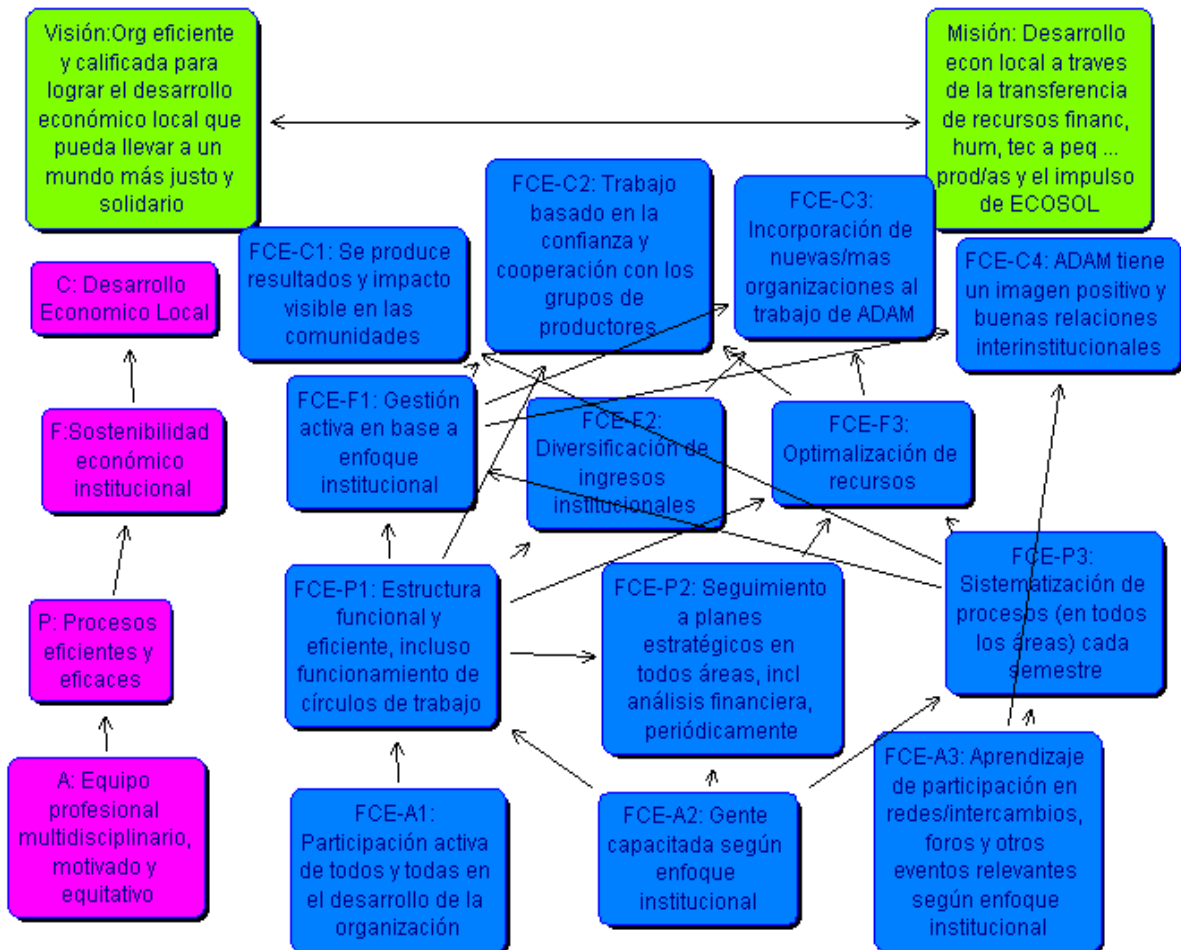 Visión:Org eficiente
y calificada para
lograr el desarrollo
económico local que
pueda llevar a un
mundo más justo y
solidario
Misión: Desarrollo
econ local a traves
de la transferencia
de recursos financ,
hum, tec a peq ...
prod/as y el impulso
de ECOSOL
C: Desarrollo
Economico Local
FCE-C1: Se produce
resultados y impacto
visible en las
comunidades
FCE-C2: Trabajo
basado en la
confianza y
cooperación con los
grupos de
productores
FCE-C3:
Incorporación de
nuevas/mas
organizaciones al
trabajo de ADAM
FCE-C4: ADAM tiene
un imagen positivo y
buenas relaciones
interinstitucionales
F:Sostenibilidad
económico
institucional
FCE-F1: Gestión
activa en base a
enfoque
institucional
FCE-F2:
Diversificación de
ingresos
institucionales
FCE-F3:
Optimalización de
recursos
P: Procesos
eficientes y
eficaces
FCE-P1: Estructura
funcional y
eficiente, incluso
funcionamiento de
círculos de trabajo
FCE-P2: Seguimiento
a planes
estratégicos en
todos áreas, incl
análisis financiera,
periódicamente
FCE-P3:
Sistematización de
procesos (en todos
los áreas) cada
semestre
A: Equipo
profesional
multidisciplinario,
motivado y
equitativo
FCE-A1:
Participación activa
de todos y todas en
el desarrollo de la
organización
FCE-A2: Gente
capacitada según
enfoque
institucional
FCE-A3: Aprendizaje
de participación en
redes/intercambios,
foros y otros
eventos relevantes
según enfoque
institucional